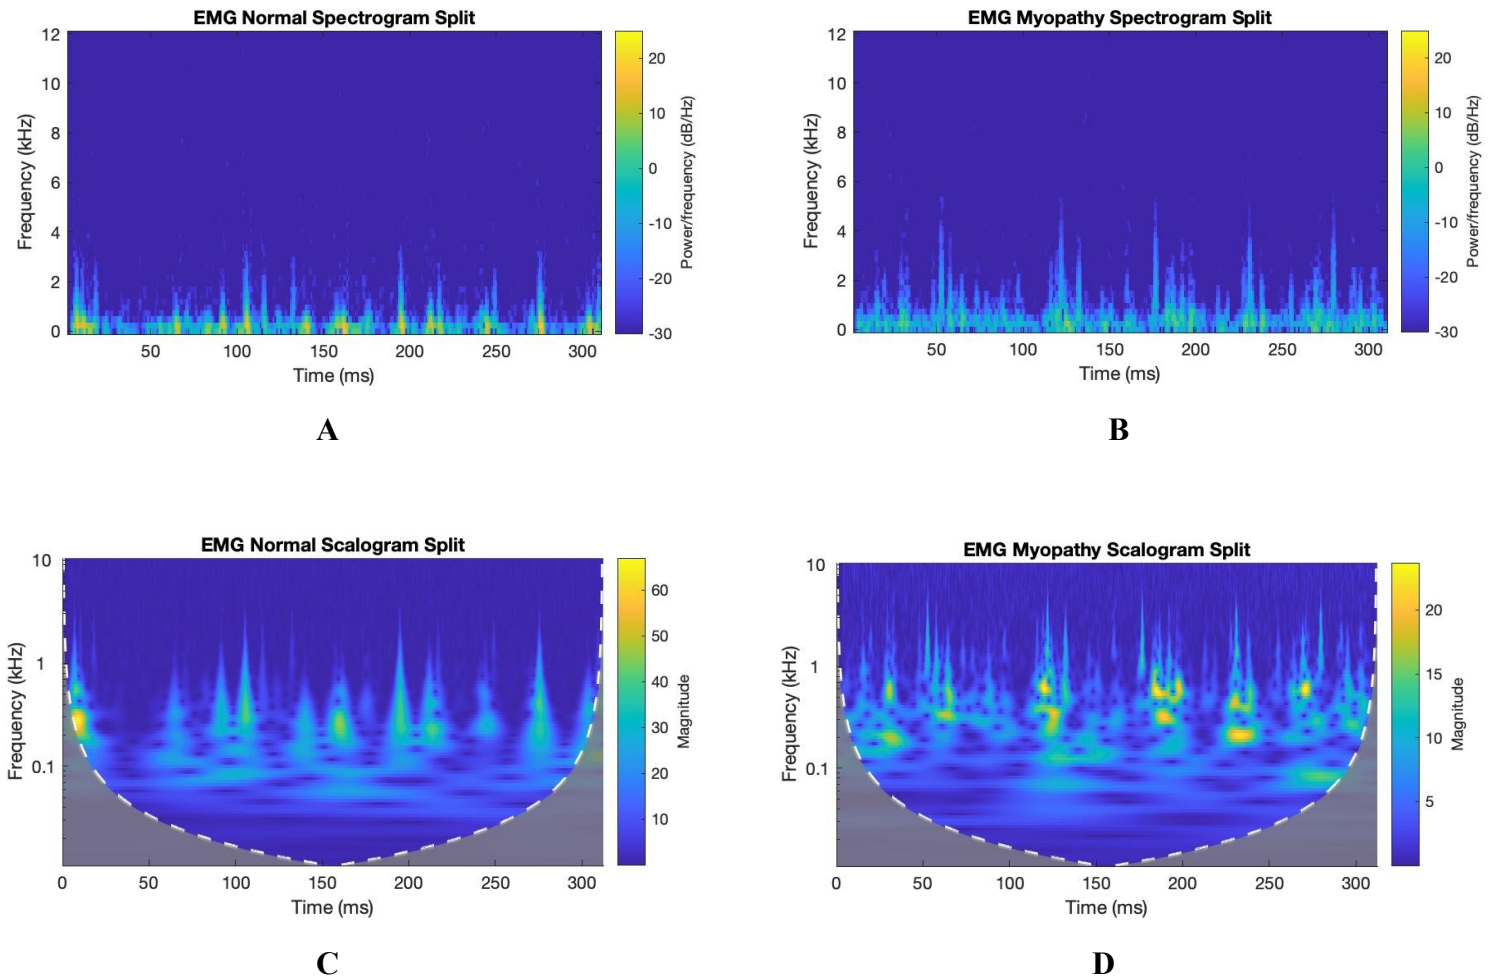 EMG Normal Spectrogram Split
12
10
8
6
4
2
0
Frequency (kHz)
50 100 150 200 250 300
Time (ms)
20
10
0
-10
-20
-30
Power/frequency (dB/Hz)
A
EMG Myopathy Spectrogram Split
12
10
8
6
4
2
0
Frequency (kHz)
50 100 150 200 250 300
Time (ms)
20
10
0
-10
-20
-30
Power/frequency (dB/Hz)
B
EMG Normal Scalogram Split
10
1
0.1
Frequency (kHz)
0 50 100 150 200 250 300
Time (ms)
60
50
40
30
20
10
Magnitude
C
EMG Myopathy Scalogram Split
10
1
0.1
Frequency (kHz)
0 50 100 150 200 250 300
Time (ms)
20
15
10
5
Magnitude
D